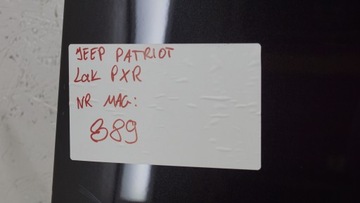 JEEP PATRIOT
Lak PXR
NR MAG:
889